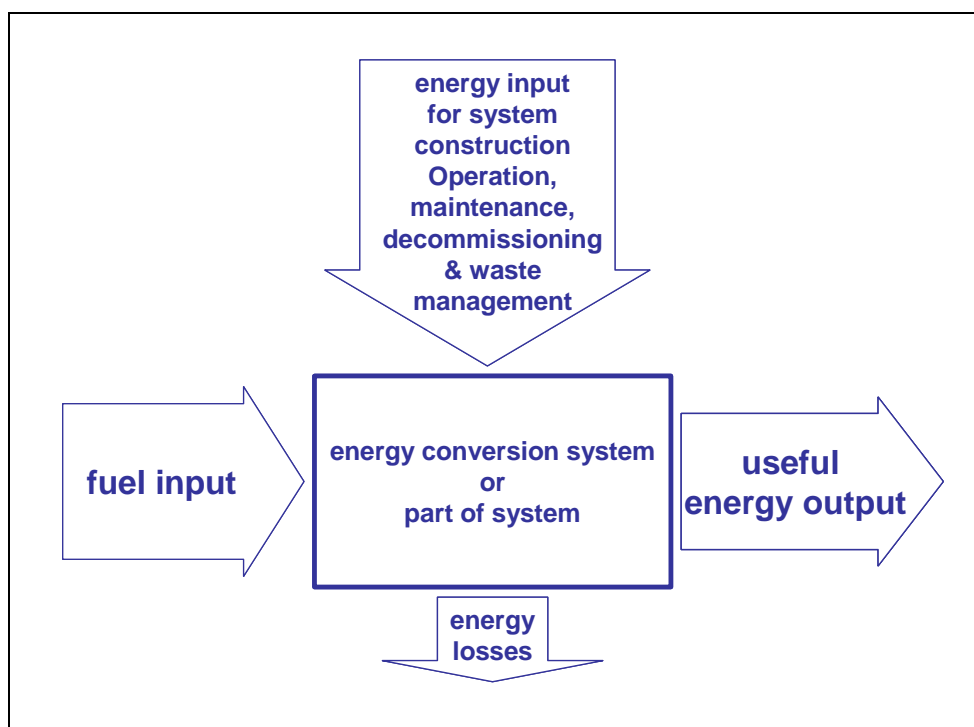 energy input
for system
construction
Operation,
maintenance,
decommissioning
& waste
management
fuel input
energy conversion system
or
part of system
useful
energy output
energy
losses